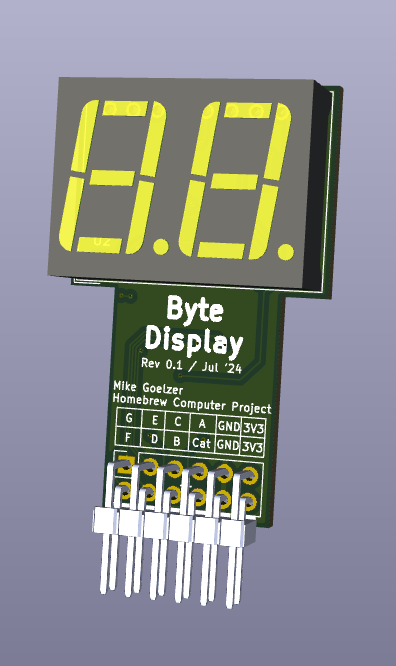 Byte
Display
Rev 0.1 / Jul '24
Mike Goelzer
Homebrew Computer Project
G E C A GND 3V3
F D B Cat GND 3V3